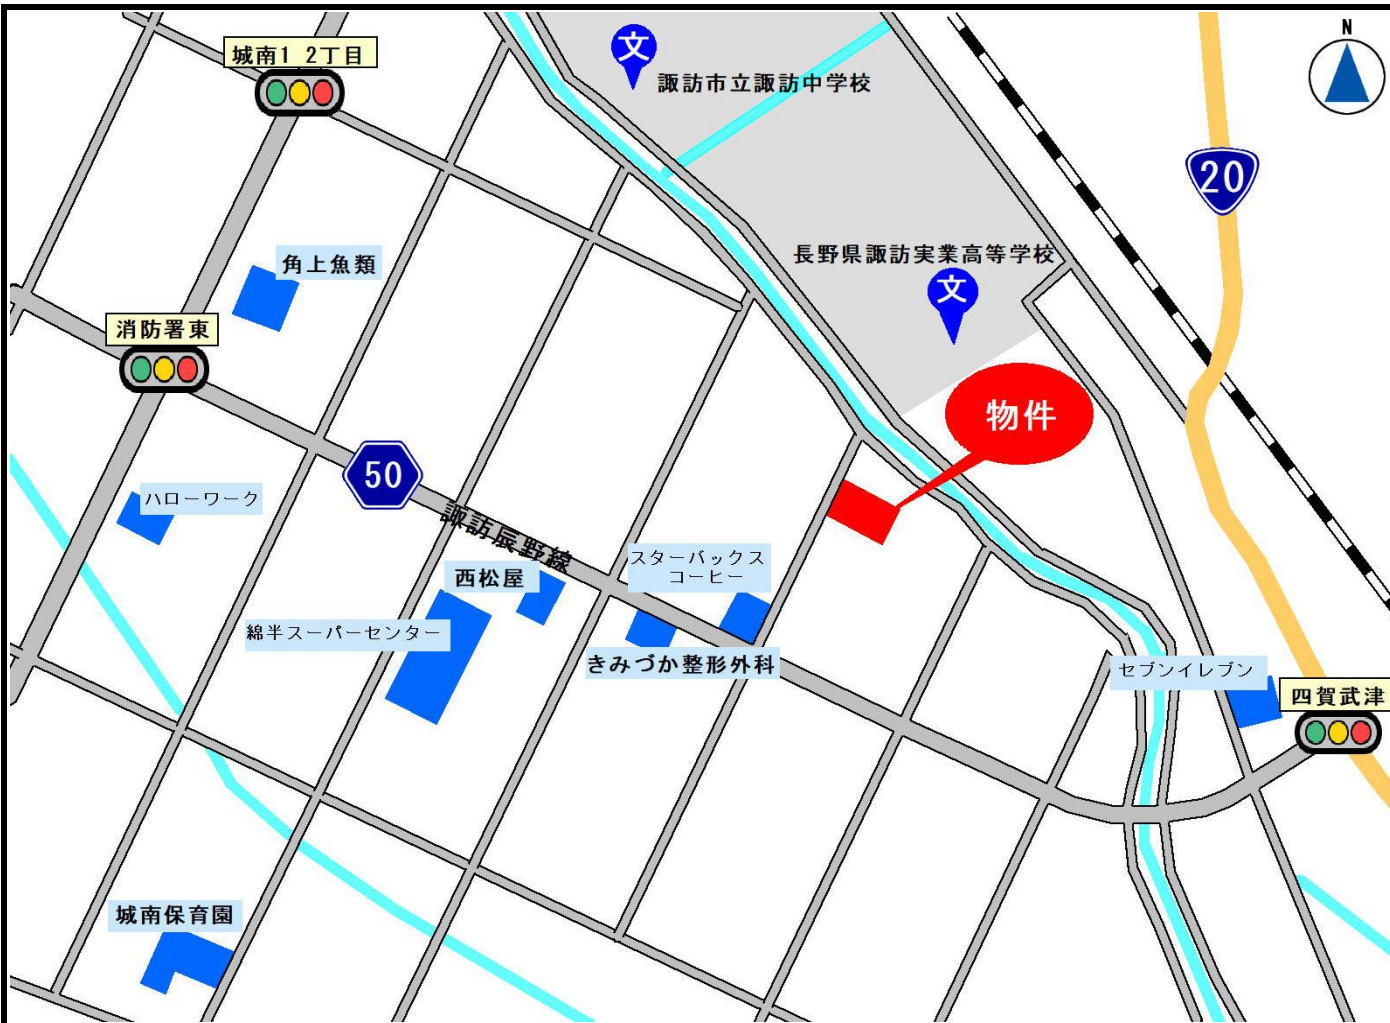 城南1 2丁目
文
諏訪市立諏訪中学校
N
20
長野県諏訪実業高等学校
文
角上魚類
消防署東
物件
50
諏訪辰野線
ハローワーク
西松屋
スターバックス
コーヒー
綿半スーパーセンター
きみづか整形外科
セブンイレブン
四賀武津
城南保育園